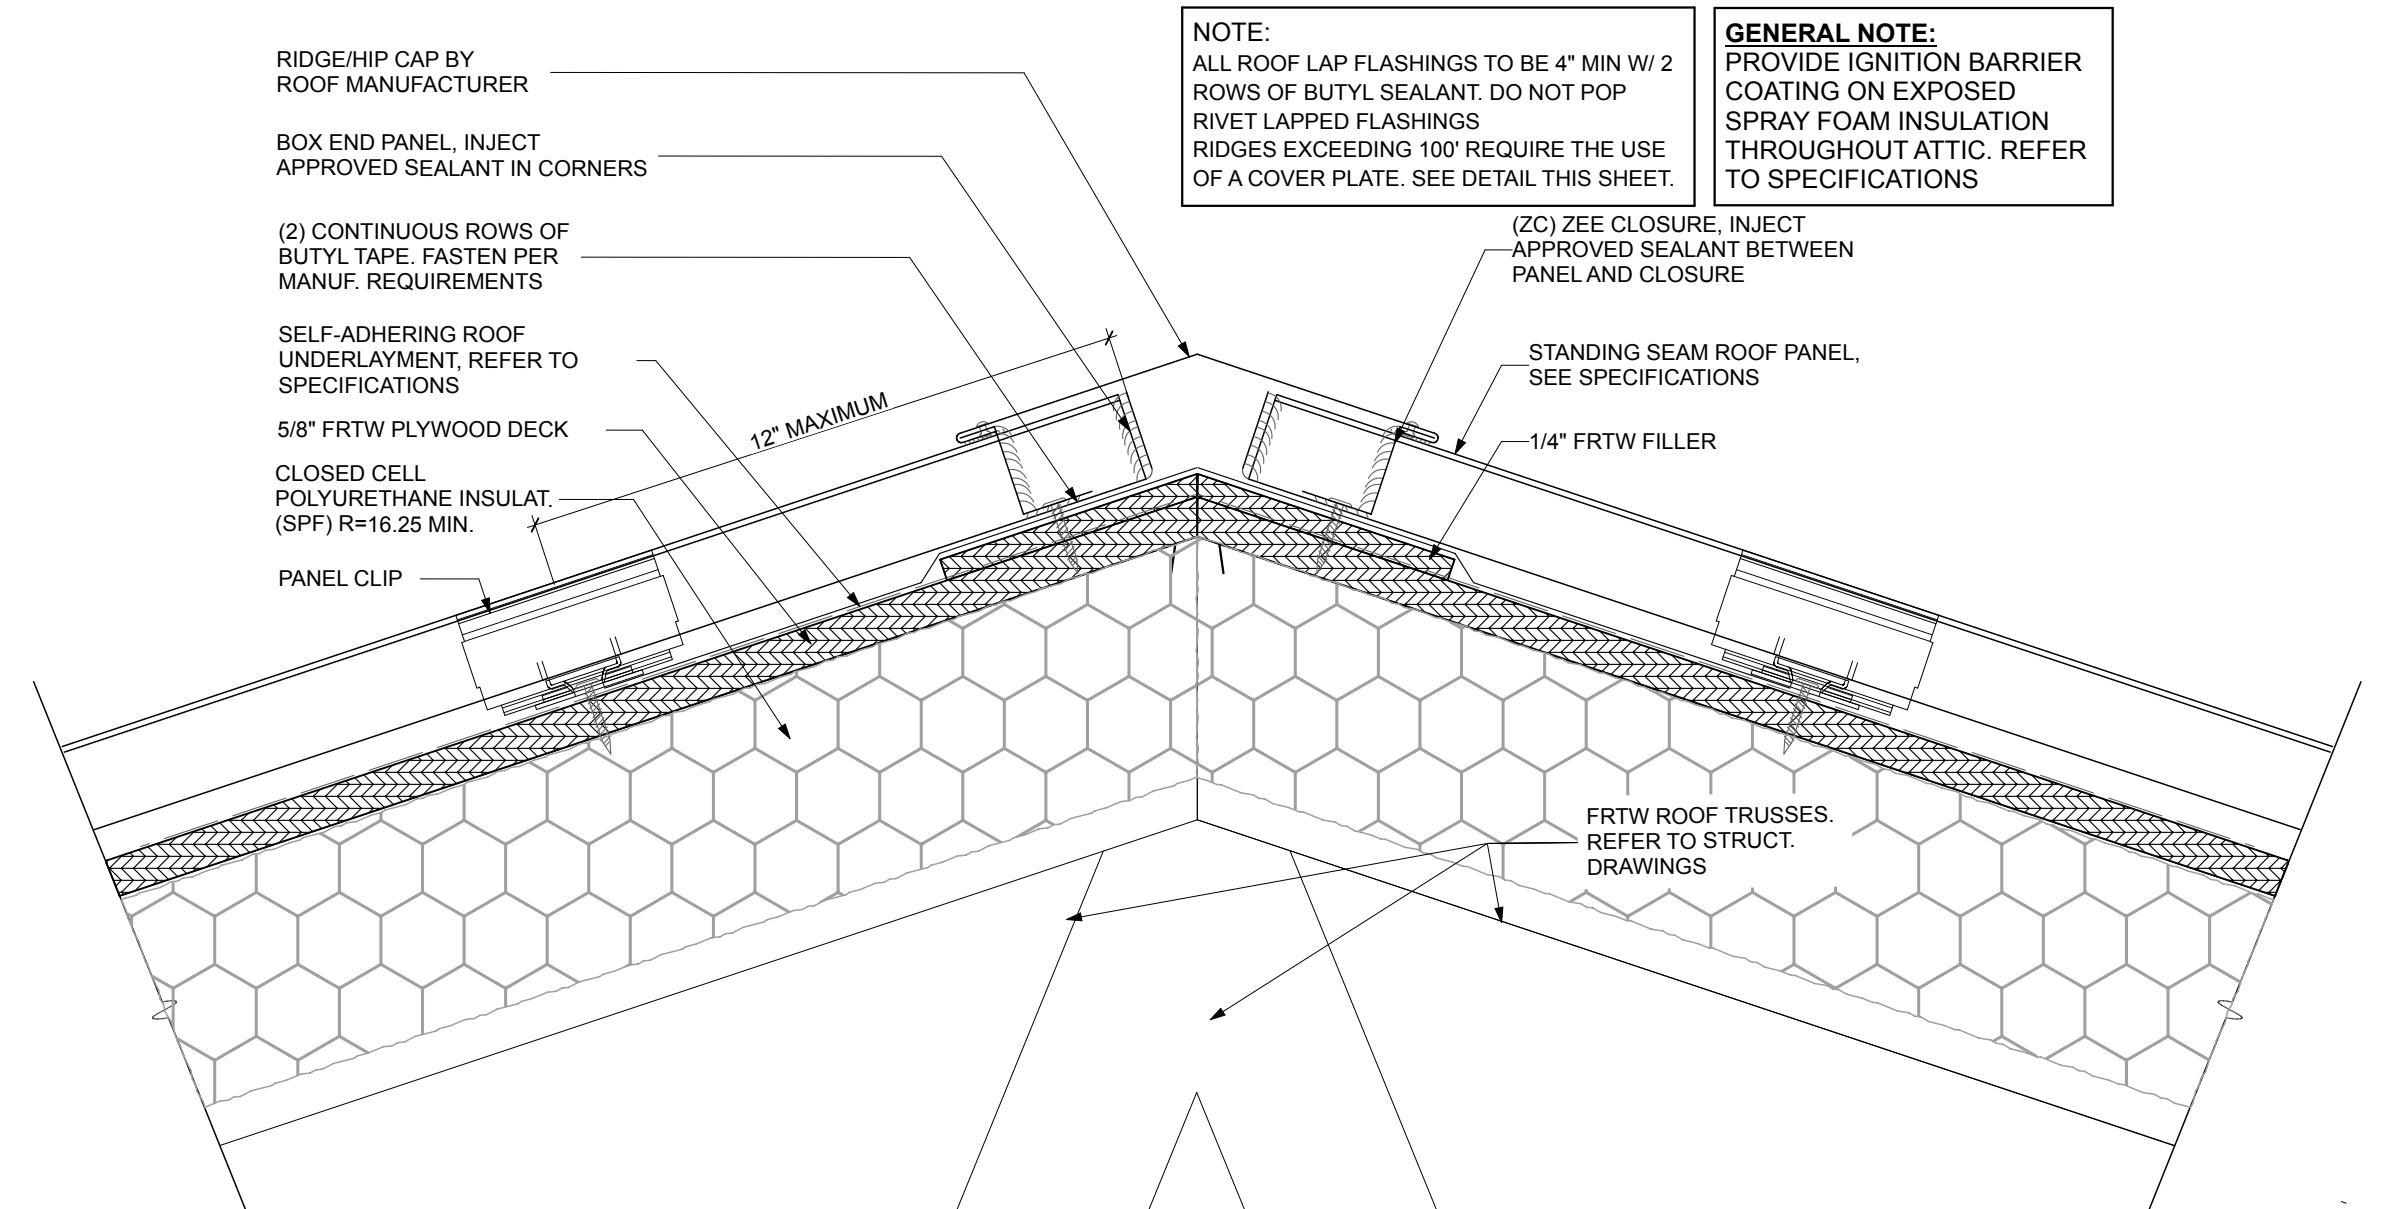 RIDGE/HIP CAP BY
ROOF MANUFACTURER
BOX END PANEL, INJECT
APPROVED SEALANT IN CORNERS
(2) CONTINUOUS ROWS OF
BUTYL TAPE. FASTEN PER
MANUF. REQUIREMENTS
SELF-ADHERING ROOF
UNDERLAYMENT, REFER TO
SPECIFICATIONS
5/8" FRTW PLYWOOD DECK
CLOSED CELL
POLYURETHANE INSULAT.
(SPF) R=16.25 MIN.
PANEL CLIP
12" MAXIMUM
NOTE:
ALL ROOF LAP FLASHINGS TO BE 4" MIN W/ 2
ROWS OF BUTYL SEALANT. DO NOT POP
RIVET LAPPED FLASHINGS
RIDGES EXCEEDING 100' REQUIRE THE USE
OF A COVER PLATE. SEE DETAIL THIS SHEET.
GENERAL NOTE:
PROVIDE IGNITION BARRIER
COATING ON EXPOSED
SPRAY FOAM INSULATION
THROUGHOUT ATTIC. REFER
TO SPECIFICATIONS
(ZC) ZEE CLOSURE, INJECT
APPROVED SEALANT BETWEEN
PANEL AND CLOSURE
STANDING SEAM ROOF PANEL,
SEE SPECIFICATIONS
1/4" FRTW FILLER
FRTW ROOF TRUSSES.
REFER TO STRUCT.
DRAWINGS